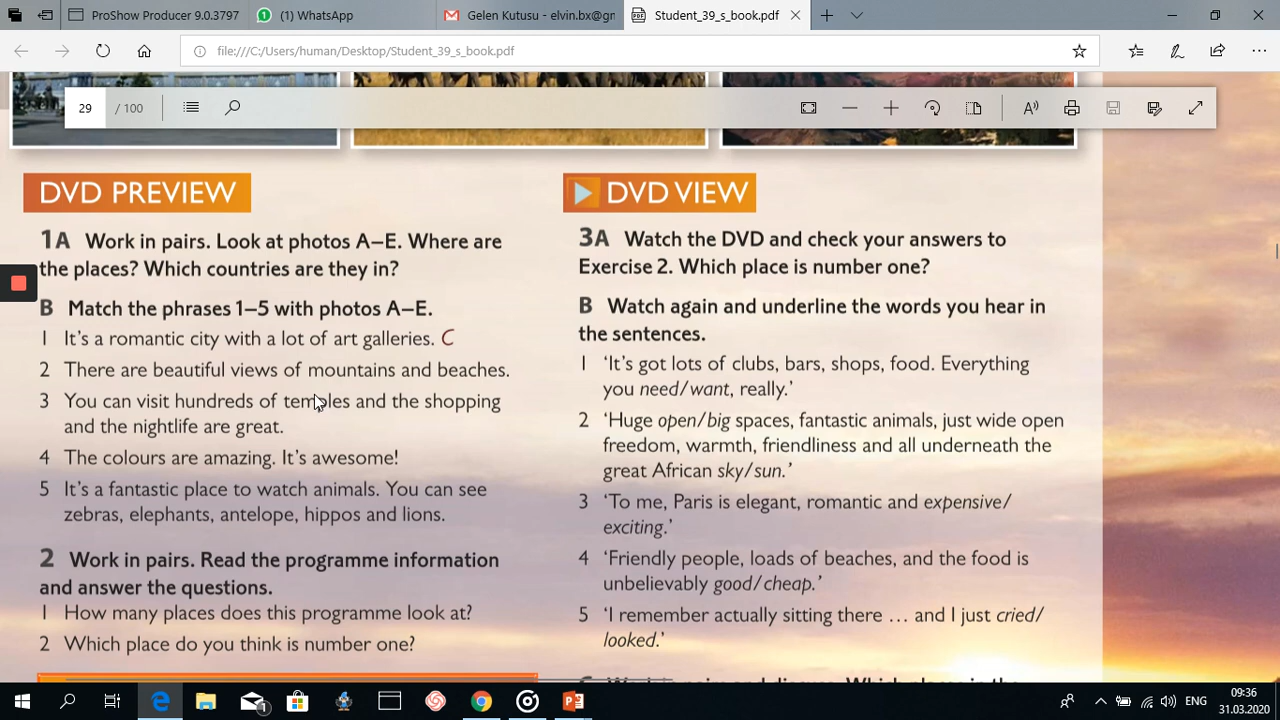 ProShow Producer 9.0.3797
(1) WhatsApp
Gelen Kutusu - elvin.bx@gn
Student_39_s_book.pdf
file:///C:/Users/human/Desktop/Student_39_s_book.pdf
29 / 100
DVD PREVIEW
1A Work in pairs. Look at photos A–E. Where are
the places? Which countries are they in?
B Match the phrases 1–5 with photos A–E.
1 It's a romantic city with a lot of art galleries. C
2 There are beautiful views of mountains and beaches.
3 You can visit hundreds of temples and the shopping
and the nightlife are great.
4 The colours are amazing. It's awesome!
5 It's a fantastic place to watch animals. You can see
zebras, elephants, antelope, hippos and lions.
2 Work in pairs. Read the programme information
and answer the questions.
1 How many places does this programme look at?
2 Which place do you think is number one?
DVD VIEW
3A Watch the DVD and check your answers to
Exercise 2. Which place is number one?
B Watch again and underline the words you hear in
the sentences.
1 'It's got lots of clubs, bars, shops, food. Everything
you need/want, really.'
2 'Huge open/big spaces, fantastic animals, just wide open
freedom, warmth, friendliness and all underneath the
great African sky/sun.'
3 'To me, Paris is elegant, romantic and expensive/
exciting.'
4 'Friendly people, loads of beaches, and the food is
unbelievably good/cheap.'
5 'I remember actually sitting there … and I just cried/
looked.'
1
ENG
09:36
31.03.2020